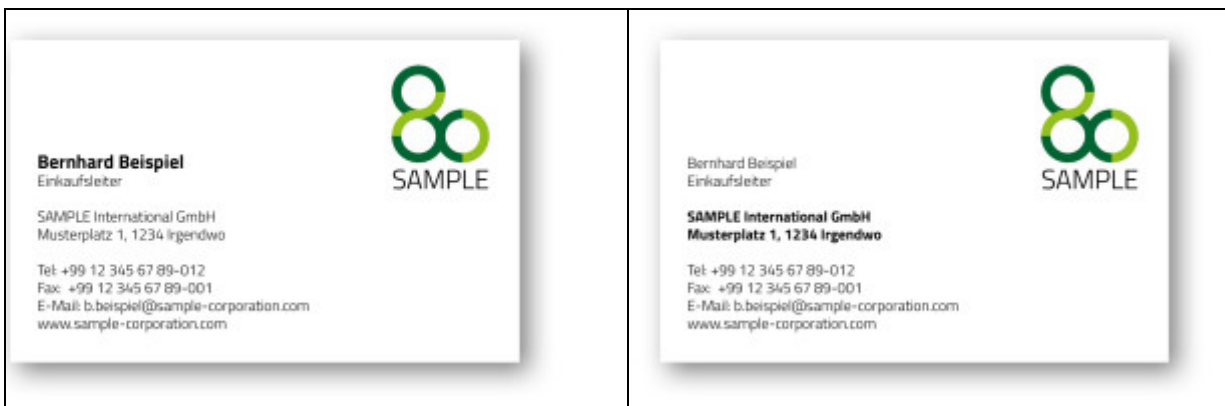 SAMPLE
Bernhard Beispiel
Einkaufsleiter
SAMPLE International GmbH
Musterplatz 1, 1234 Irgendwo
Tel: +99 12 345 67 89-012
Fax: +99 12 345 67 89-001
E-Mail: b.beispiel@sample-corporation.com
www.sample-corporation.com
SAMPLE
Bernhard Beispiel
Einkaufsleiter
SAMPLE International GmbH
Musterplatz 1, 1234 Irgendwo
Tel: +99 12 345 67 89-012
Fax: +99 12 345 67 89-001
E-Mail: b.beispiel@sample-corporation.com
www.sample-corporation.com